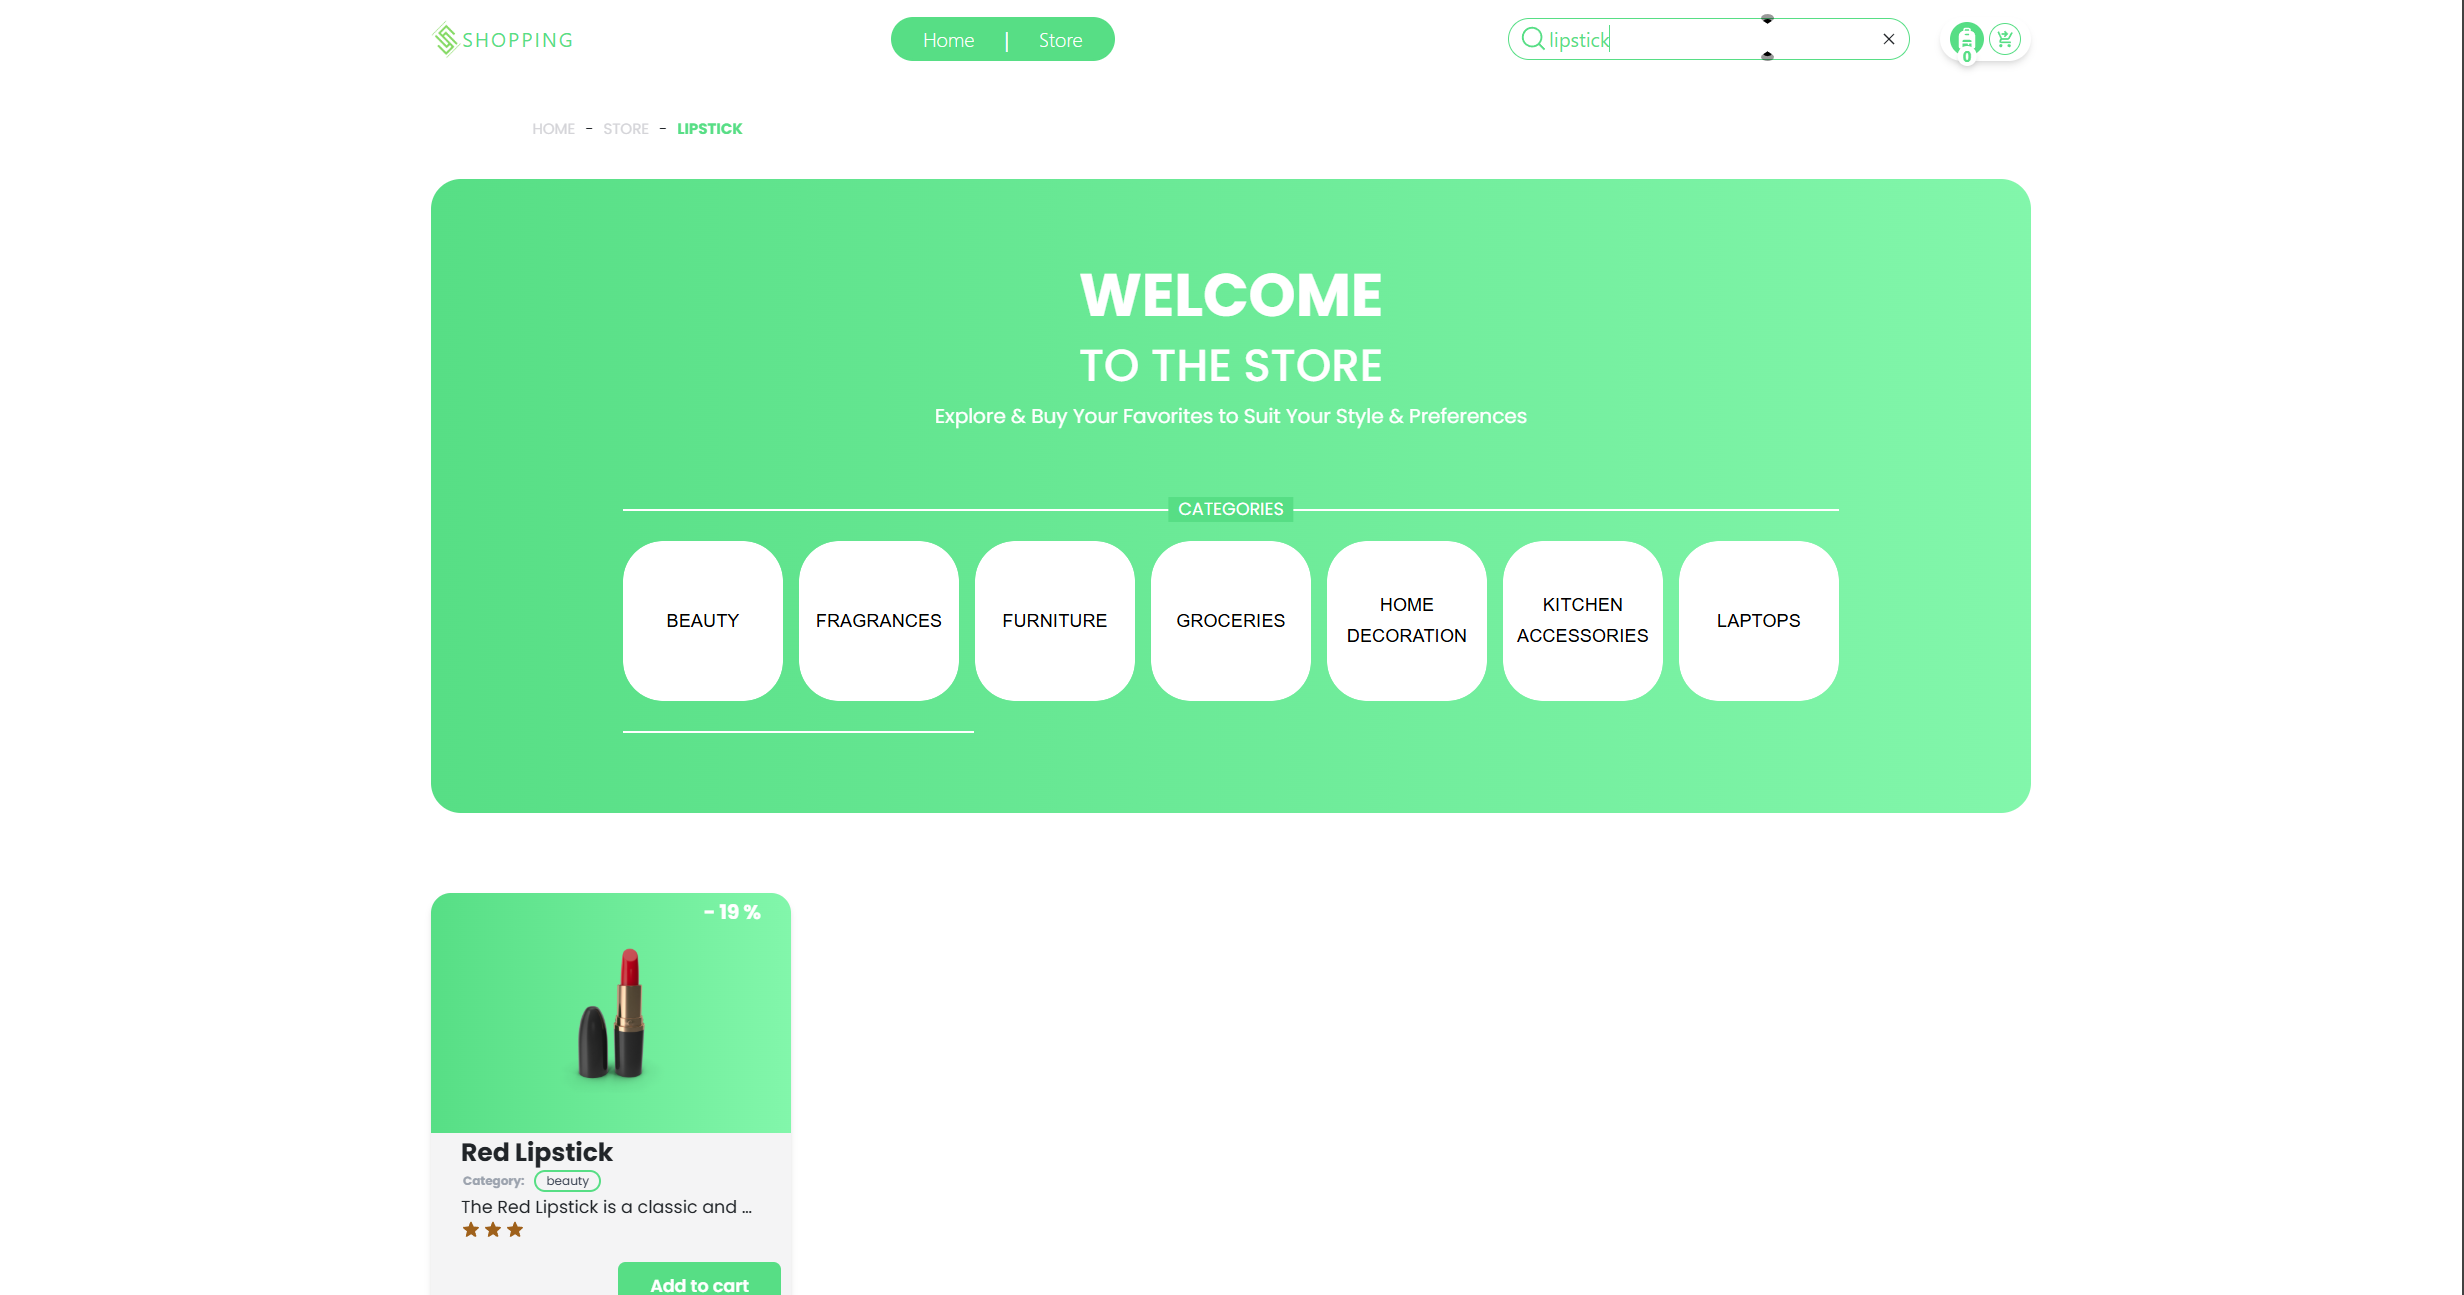 SHOPPING
Home | Store
lipstick
0
HOME - STORE - LIPSTICK
WELCOME
TO THE STORE
Explore & Buy Your Favorites to Suit Your Style & Preferences
CATEGORIES
BEAUTY
FRAGRANCES
FURNITURE
GROCERIES
HOME
DECORATION
KITCHEN
ACCESSORIES
LAPTOPS
- 19 %
Red Lipstick
Category: beauty
The Red Lipstick is a classic and ...
Add to cart